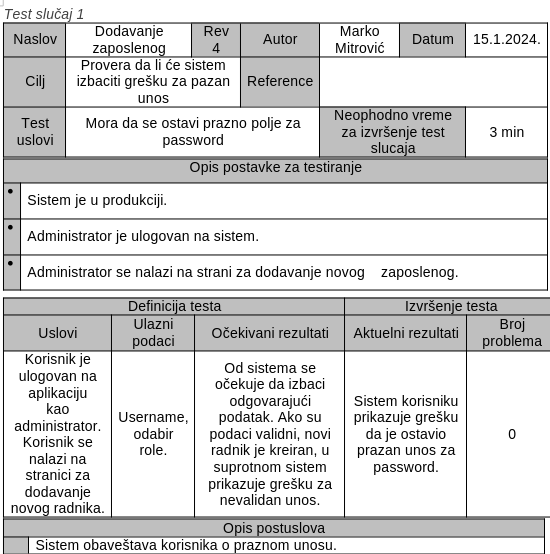 Test slučaj 1
Naslov
Dodavanje
zaposlenog
Rev
4
Autor
Marko
Mitrović
Datum
15.1.2024.
Cilj
Provera da li će sistem
izbaciti grešku za pazan
unos
Reference
Test
uslovi
Mora da se ostavi prazno polje za
password
Neophodno vreme
za izvršenje test
slucaja
3 min
Opis postavke za testiranje
• Sistem je u produkciji.
• Administrator je ulogovan na sistem.
• Administrator se nalazi na strani za dodavanje novog zaposlenog.
Definicija testa
Izvršenje testa
Uslovi
Ulazni
podaci
Očekivani rezultati
Aktuelni rezultati
Broj
problema
Korisnik je
ulogovan na
aplikaciju
kao
administrator.
Korisnik se
nalazi na
stranici za
dodavanje
novog radnika.
Username,
odabir
role.
Od sistema se
očekuje da izbaci
odgovarajući
podatak. Ako su
podaci validni, novi
radnik je kreiran, u
suprotnom sistem
prikazuje grešku za
nevalidan unos.
Sistem korisniku
prikazuje grešku
da je ostavio
prazan unos za
password.
0
Opis postuslova
Sistem obaveštava korisnika o praznom unosu.